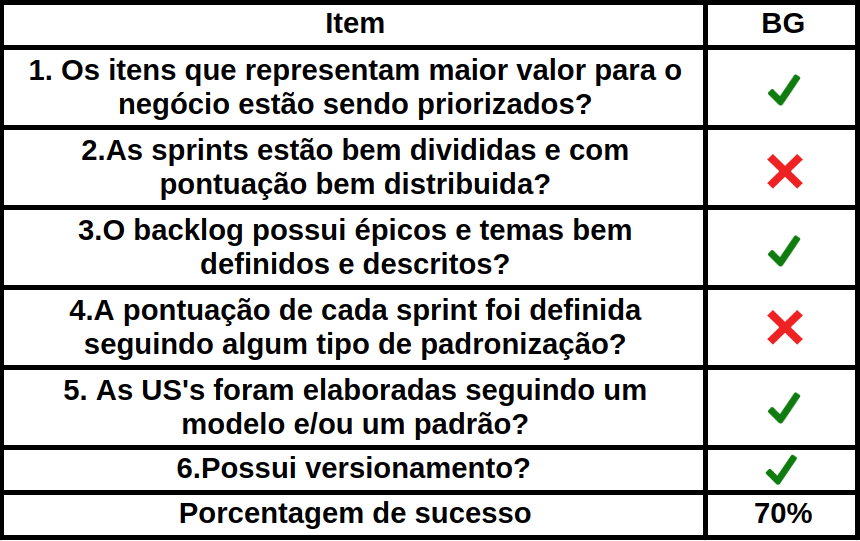 Item BG
1. Os itens que representam maior valor para o
negócio estão sendo priorizados?
2.As sprints estão bem divididas e com
pontuação bem distribuida?
3.O backlog possui épicos e temas bem
definidos e descritos?
4.A pontuação de cada sprint foi definida
seguindo algum tipo de padronização?
5. As US's foram elaboradas seguindo um
modelo e/ou um padrão?
6.Possui versionamento?
Porcentagem de sucesso 70%